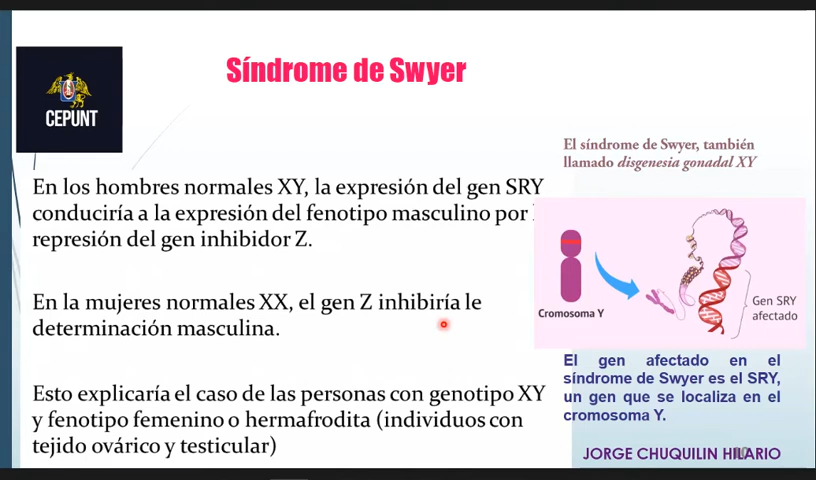 CEPUNT
Síndrome de Swyer
En los hombres normales XY, la expresión del gen SRY
conduciría a la expresión del fenotipo masculino por
represión del gen inhibidor Z.
En la mujeres normales XX, el gen Z inhibiría le
determinación masculina.
Esto explicaría el caso de las personas con genotipo XY
y fenotipo femenino o hermafrodita (individuos con
tejido ovárico y testicular)
El síndrome de Swyer, también
llamado disgenesia gonadal XY
Cromosoma Y
Gen SRY
afectado
El gen afectado en el
síndrome de Swyer es el SRY,
un gen que se localiza en el
cromosoma Y.
JORGE CHUQUILIN HILARIO